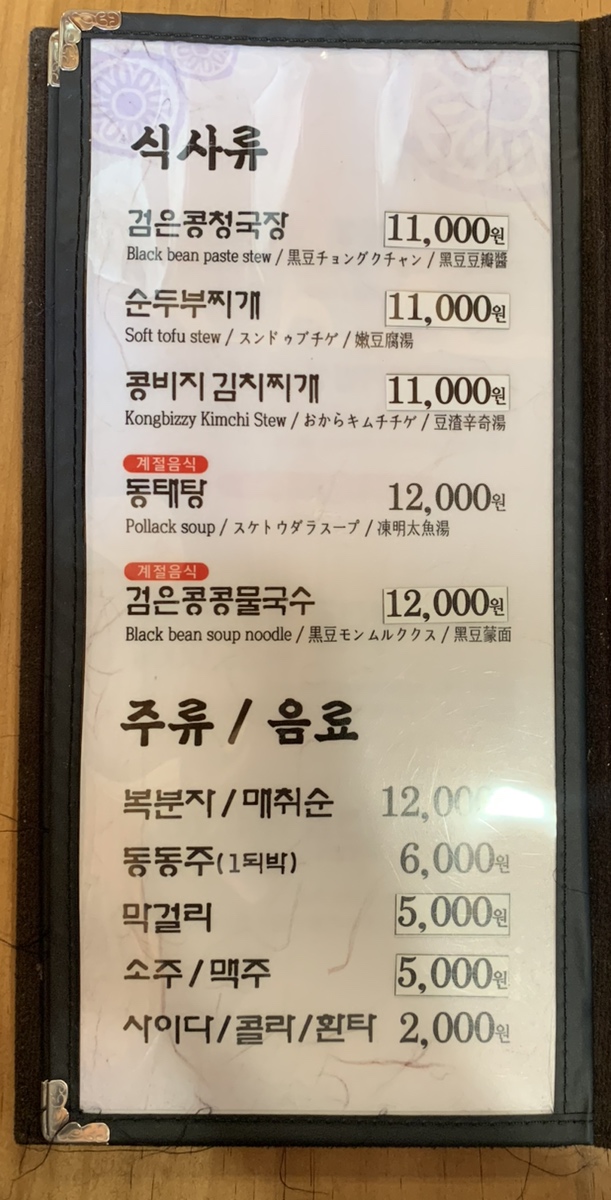 식사류
검은콩청국장 11,000원
Black bean paste stew / 黒豆チョングクチャン / 黑豆豆瓣醬
순두부찌개 11,000원
Soft tofu stew / スンドゥブチゲ / 嫩豆腐湯
콩비지 김치찌개 11,000원
Kongbizzy Kimchi Stew / おからキムチチゲ / 豆渣辛奇湯
계절음식
동태탕 12,000원
Pollack soup / スケトウダラスープ / 凍明太魚湯
계절음식
검은콩콩물국수 12,000원
Black bean soup noodle / 黒豆モンムルククス / 黑豆蒙面
주류 / 음료
복분자/매취순 12,000
동동주(1되박) 6,000원
막걸리 5,000원
소주/맥주 5,000원
사이다/콜라/환타 2,000원